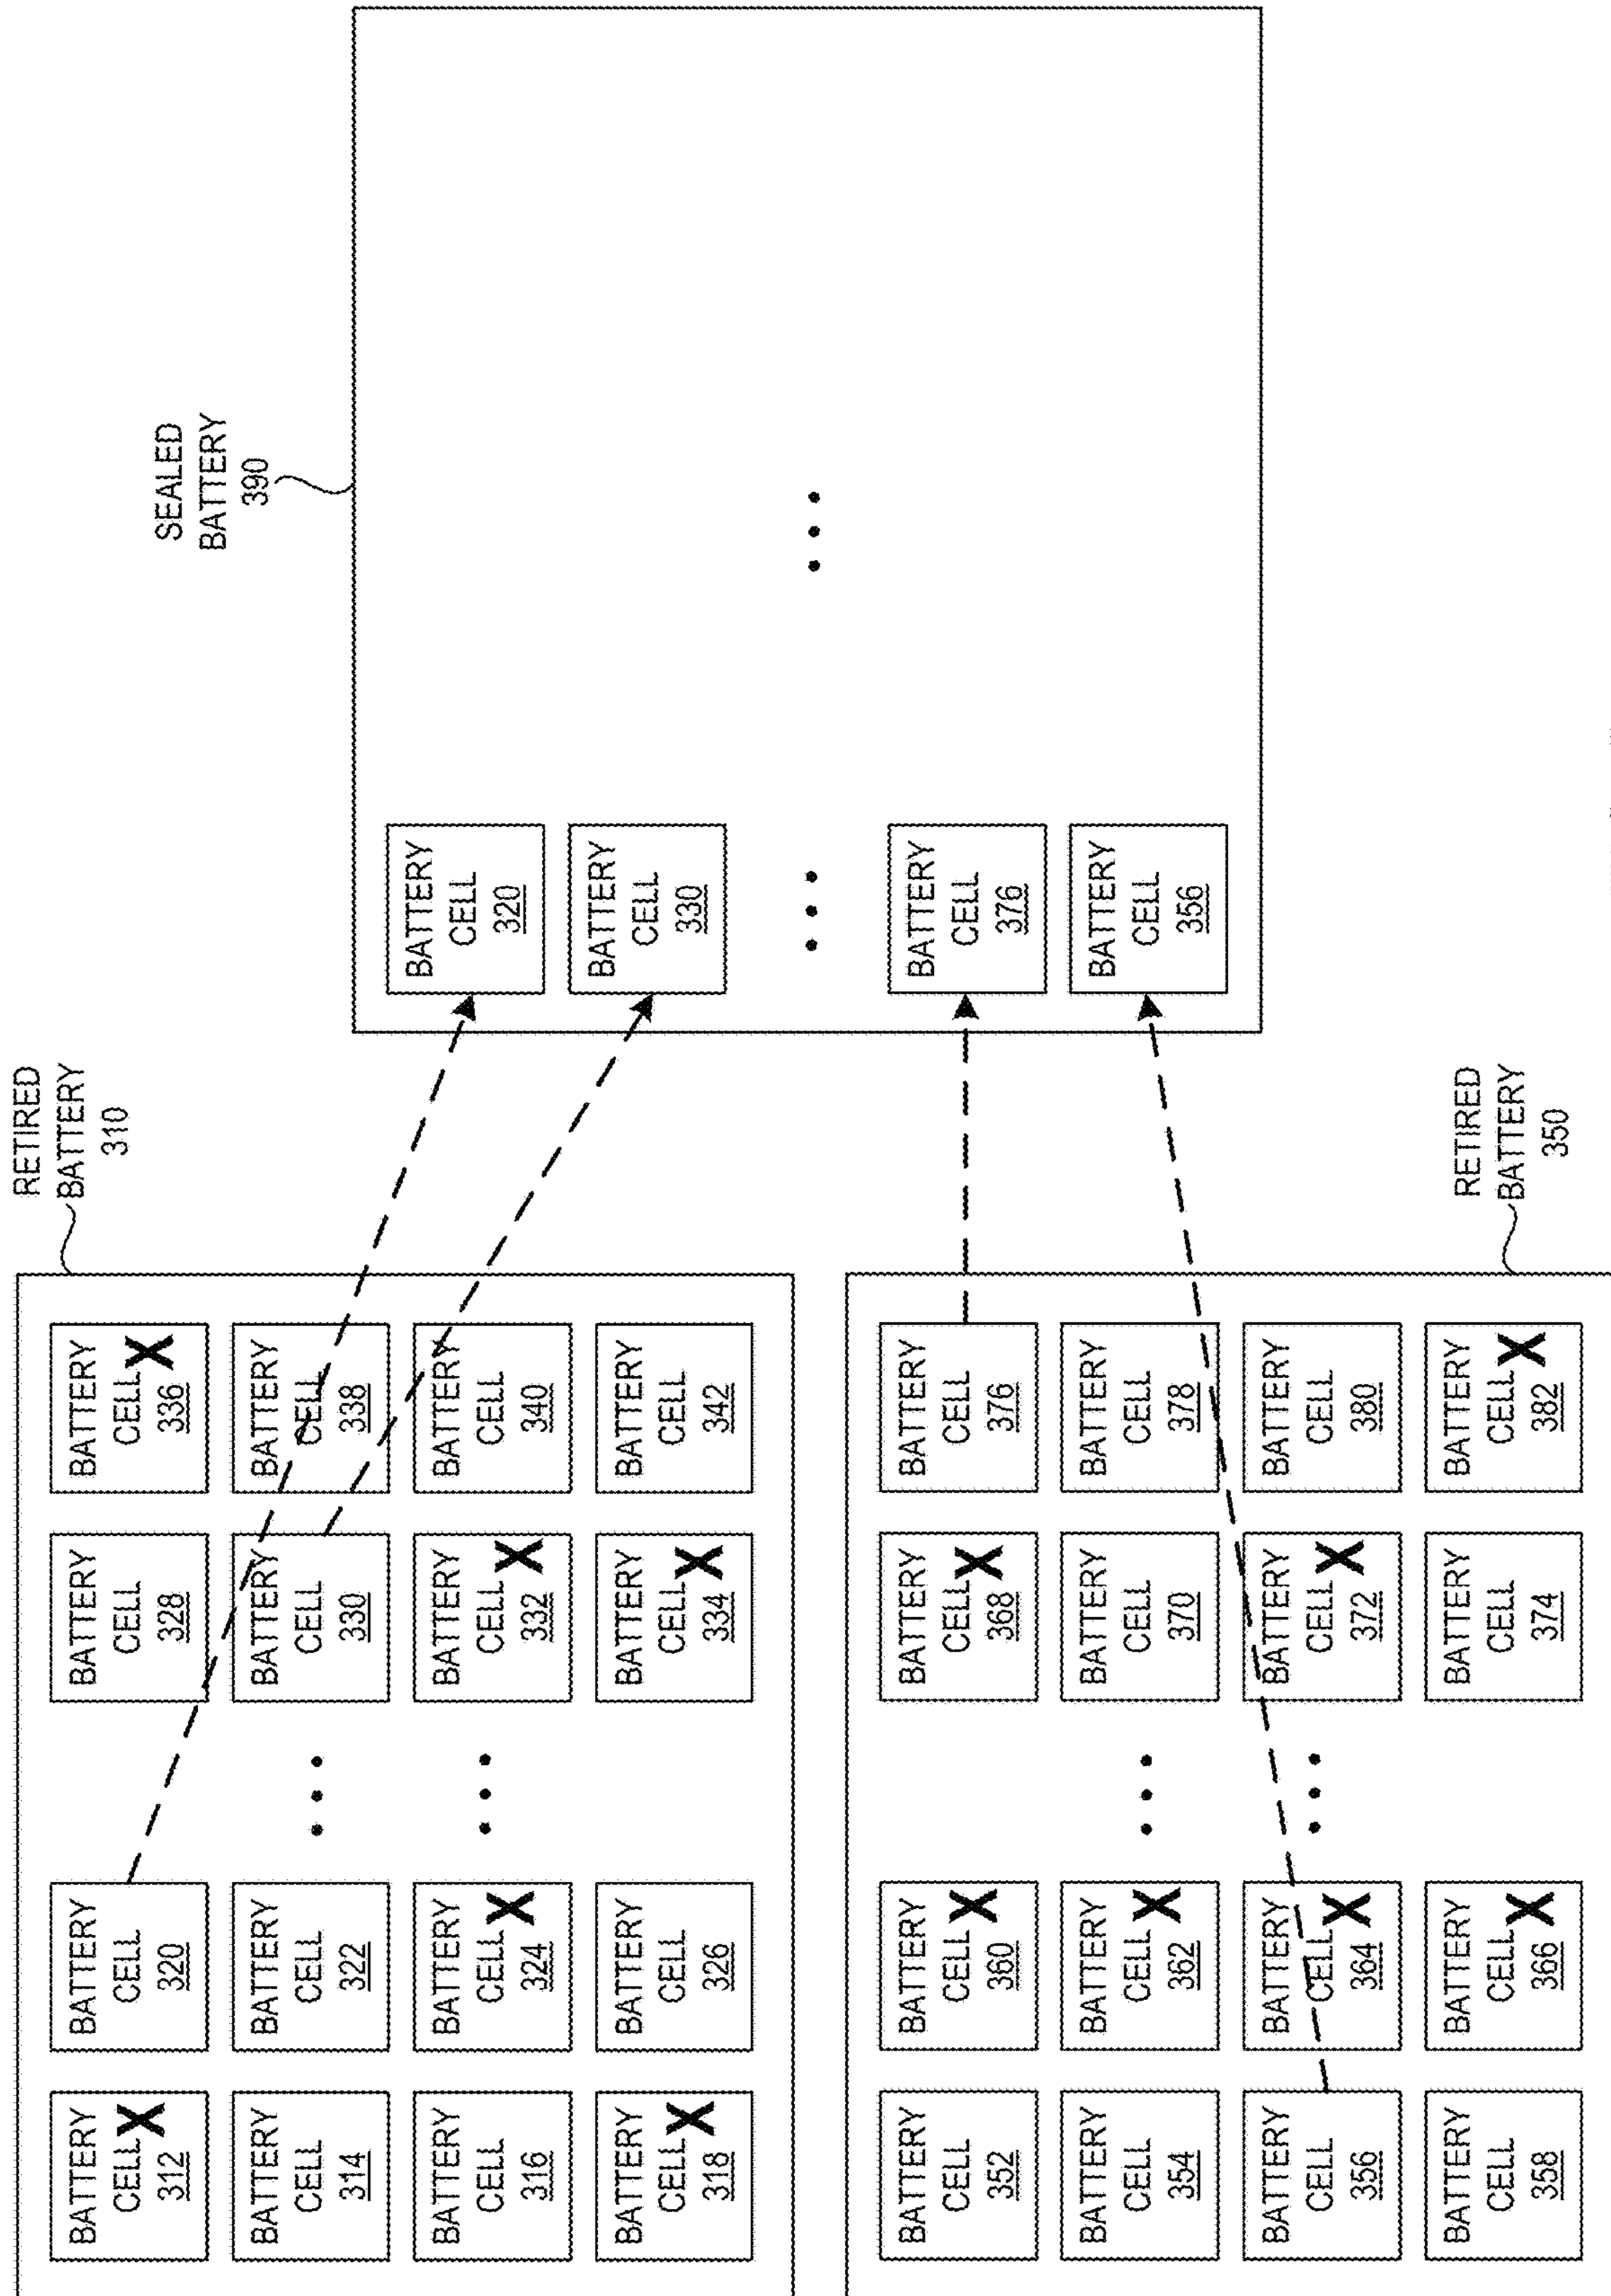 RETIRED
BATTERY
310
BATTERY
CELL
312
X
BATTERY
CELL
320
BATTERY
CELL
328
BATTERY
CELL
336
X
BATTERY
CELL
314
BATTERY
CELL
322
BATTERY
CELL
330
BATTERY
CELL
338
BATTERY
CELL
316
BATTERY
CELL
324
X
BATTERY
CELL
332
X
BATTERY
CELL
340
BATTERY
CELL
318
X
BATTERY
CELL
326
BATTERY
CELL
334
X
BATTERY
CELL
342
SEALED
BATTERY
390
BATTERY
CELL
320
BATTERY
CELL
330
BATTERY
CELL
376
BATTERY
CELL
356
BATTERY
CELL
352
BATTERY
CELL
360
X
BATTERY
CELL
368
X
BATTERY
CELL
376
BATTERY
CELL
354
BATTERY
CELL
362
X
BATTERY
CELL
370
BATTERY
CELL
378
BATTERY
CELL
356
BATTERY
CELL
364
X
BATTERY
CELL
372
X
BATTERY
CELL
380
BATTERY
CELL
358
BATTERY
CELL
366
X
BATTERY
CELL
374
BATTERY
CELL
382
X
RETIRED
BATTERY
350